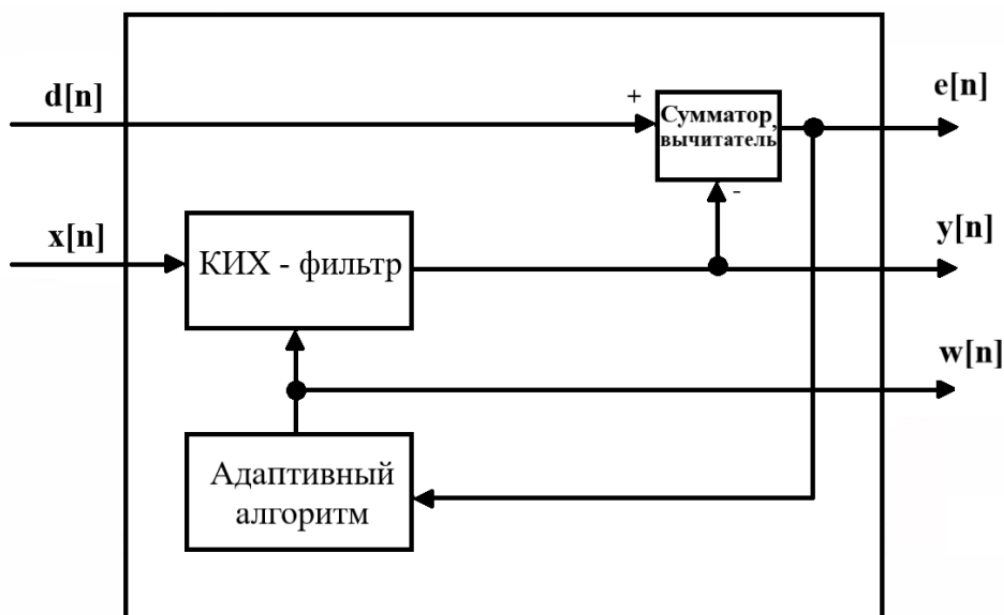 d[n]
+
Сумматор,
вычитатель
e[n]
-
x[n]
КИХ - фильтр
y[n]
w[n]
Адаптивный
алгоритм